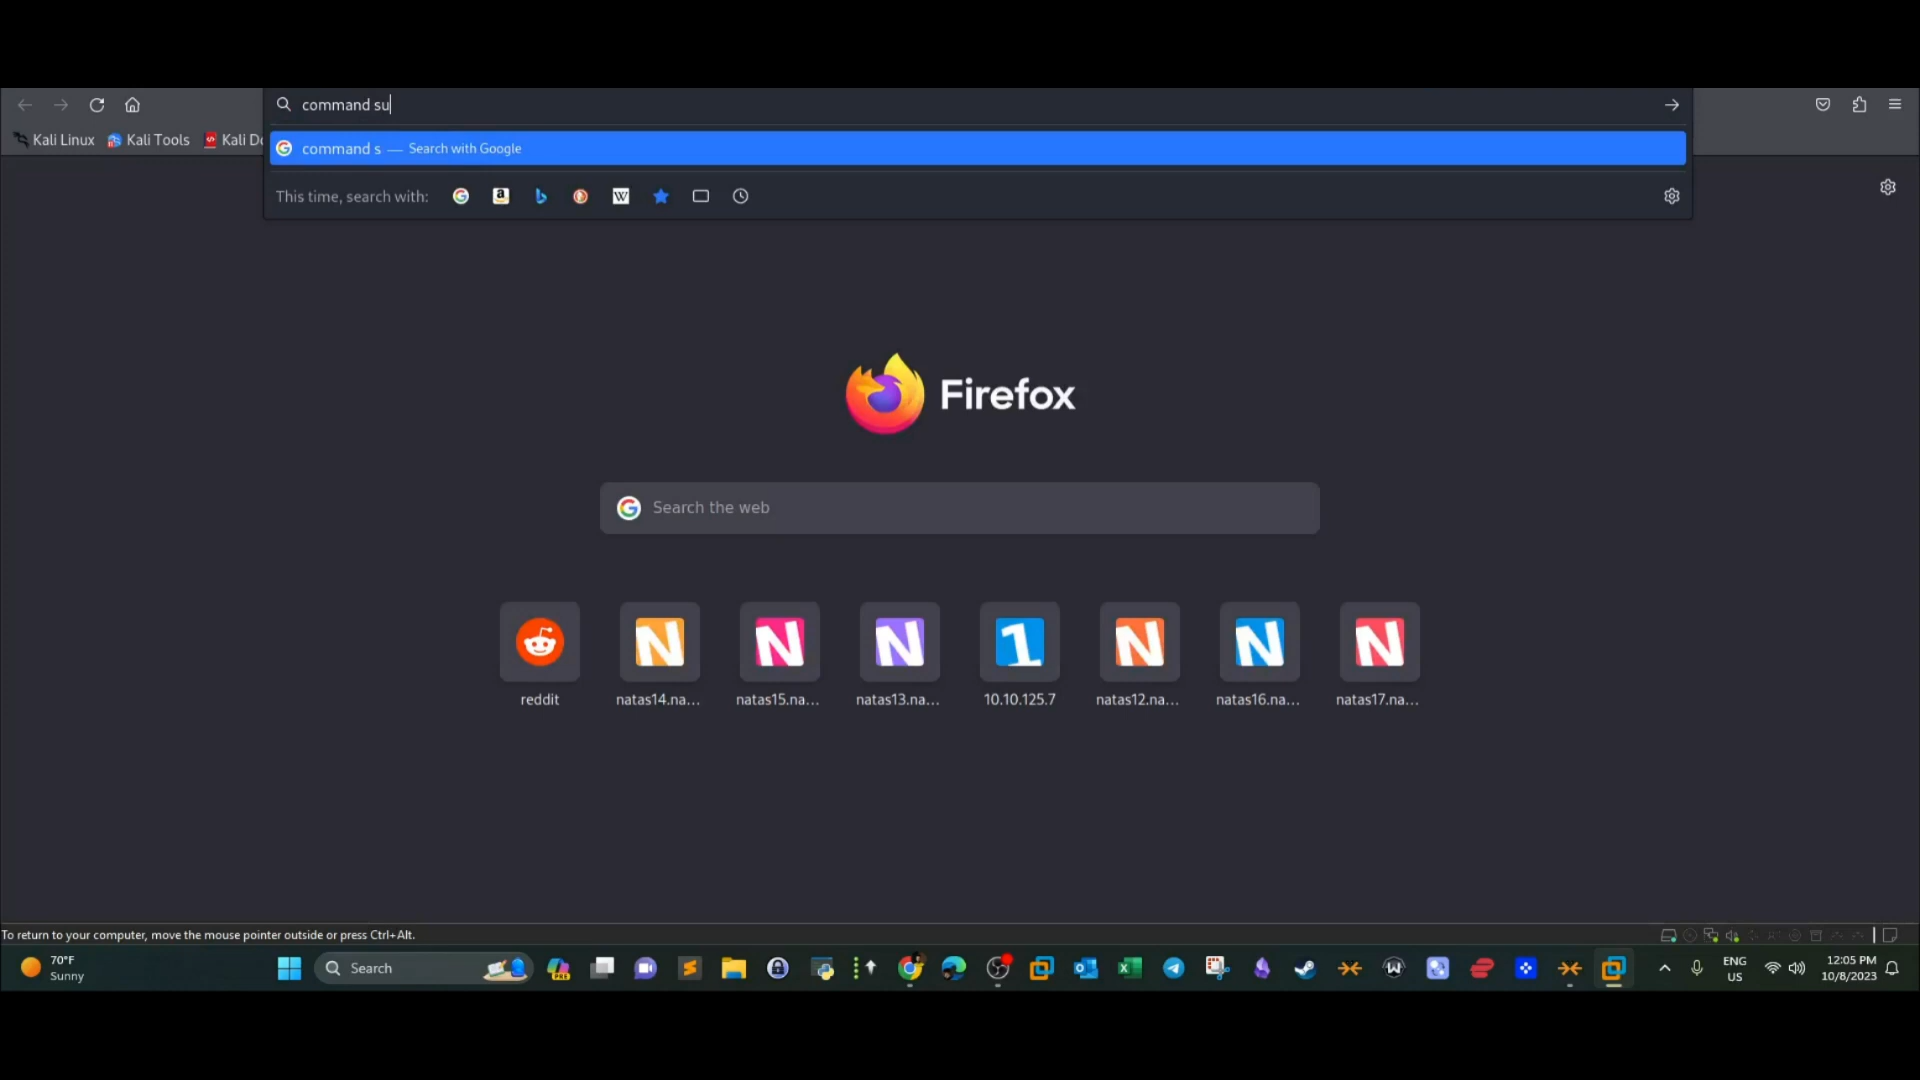 command su
Kali Linux
Kali Tools
Kali Do
command s — Search with Google
This time, search with:
Firefox
Search the web
reddit
natas14.na...
natas15.na...
natas13.na...
10.10.125.7
natas12.na...
natas16.na...
natas17.na...
To return to your computer, move the mouse pointer outside or press Ctrl+Alt.
70°F
Sunny
Search
ENG
US
12:05 PM
10/8/2023